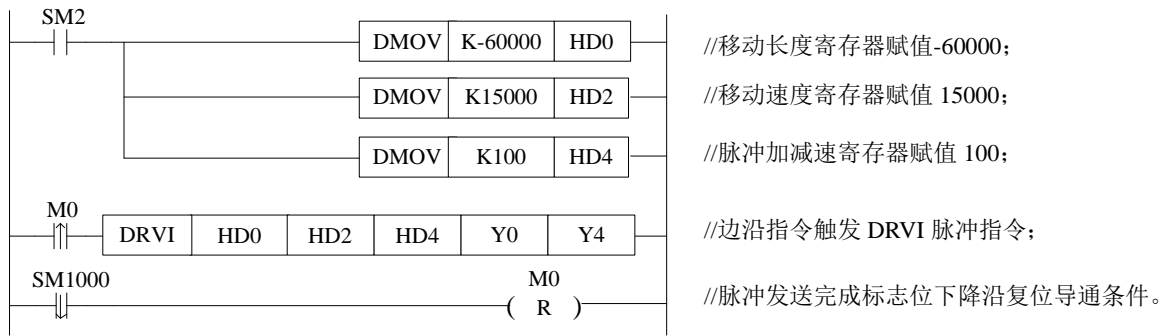 SM2
DMOV K-60000 HD0 //移动长度寄存器赋值-60000；
DMOV K15000 HD2 //移动速度寄存器赋值 15000；
DMOV K100 HD4 //脉冲加减速寄存器赋值 100；
M0
DRVI HD0 HD2 HD4 Y0 Y4 //边沿指令触发 DRVI 脉冲指令；
SM1000 M0
( R ) //脉冲发送完成标志位下降沿复位导通条件。